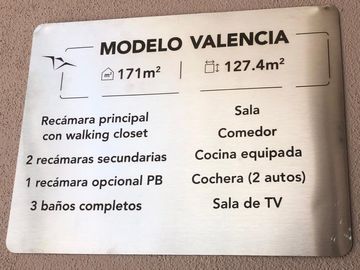 MODELO VALENCIA
m² 171m² | 127.4m²
Recámara principal
con walking closet
2 recámaras secundarias
1 recámara opcional PB
3 baños completos
Sala
Comedor
Cocina equipada
Cochera (2 autos)
Sala de TV